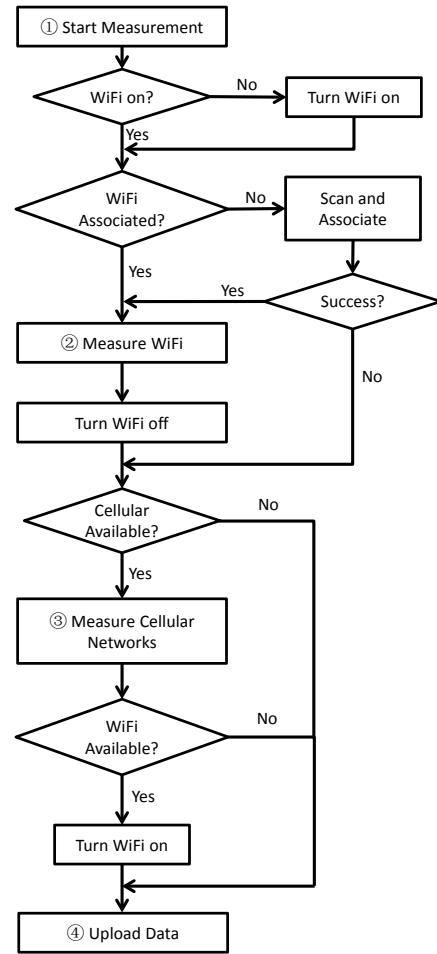 ① Start Measurement
WiFi on?
No
Turn WiFi on
Yes
WiFi
Associated?
No
Scan and
Associate
Yes
Yes
Success?
② Measure WiFi
No
Turn WiFi off
Cellular
Available?
No
Yes
③ Measure Cellular
Networks
WiFi
Available?
No
Yes
Turn WiFi on
④ Upload Data